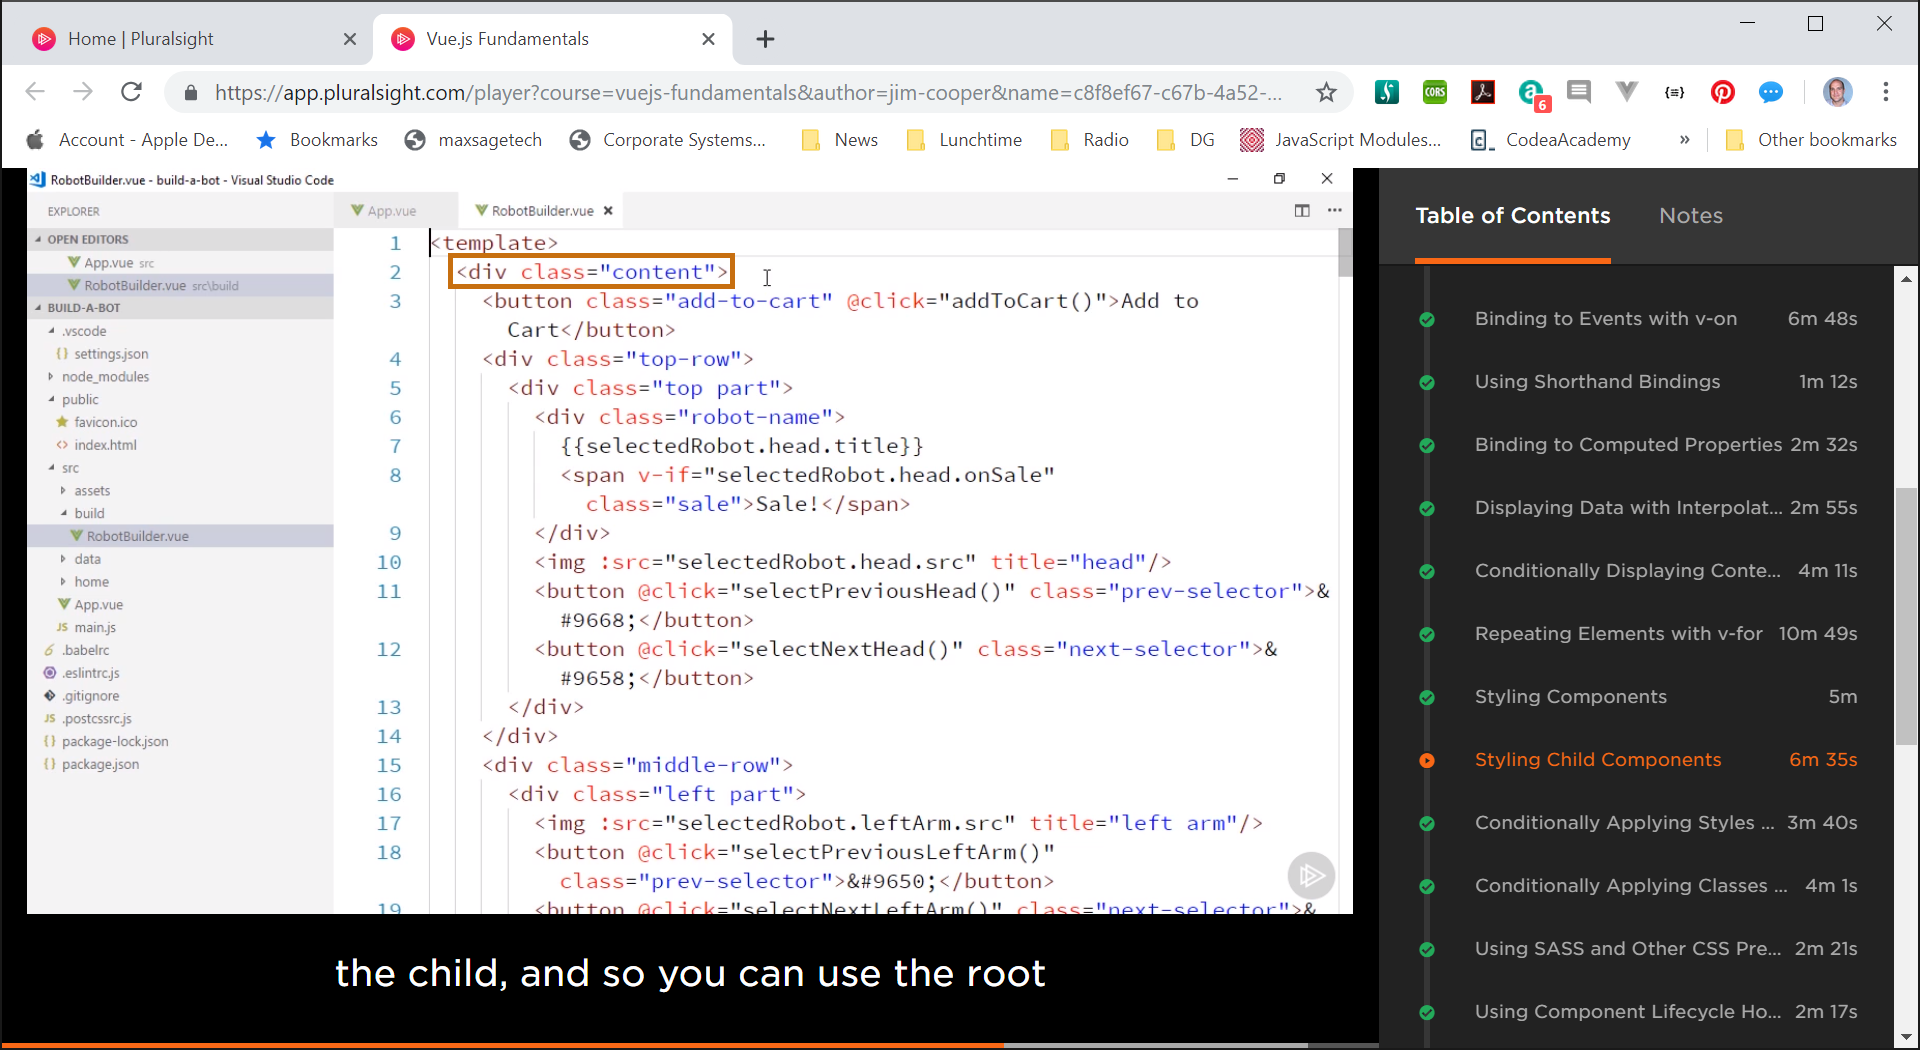 Home | Pluralsight
Vue.js Fundamentals
https://app.pluralsight.com/player?course=vuejs-fundamentals&author=jim-cooper&name=c8f8ef67-c67b-4a52-...
CORS
6
{≡}
Account - Apple De...
Bookmarks
maxsagetech
Corporate Systems...
News
Lunchtime
Radio
DG
JavaScript Modules...
CodeaAcademy
»
Other bookmarks
RobotBuilder.vue - build-a-bot - Visual Studio Code
EXPLORER
OPEN EDITORS
App.vue src
RobotBuilder.vue src\build
BUILD-A-BOT
.vscode
settings.json
node_modules
public
favicon.ico
index.html
src
assets
build
RobotBuilder.vue
data
home
App.vue
JS main.js
.babelrc
.eslintrc.js
.gitignore
JS .postcssrc.js
{} package-lock.json
{} package.json
App.vue
RobotBuilder.vue
1 <template>
2 <div class="content">
3 <button class="add-to-cart" @click="addToCart()">Add to
Cart</button>
4 <div class="top-row">
5 <div class="top part">
6 <div class="robot-name">
7 {{selectedRobot.head.title}}
8 <span v-if="selectedRobot.head.onSale"
class="sale">Sale!</span>
9 </div>
10 <img :src="selectedRobot.head.src" title="head"/>
11 <button @click="selectPreviousHead()" class="prev-selector">&
#9668;</button>
12 <button @click="selectNextHead()" class="next-selector">&
#9658;</button>
13 </div>
14 </div>
15 <div class="middle-row">
16 <div class="left part">
17 <img :src="selectedRobot.leftArm.src" title="left arm"/>
18 <button @click="selectPreviousLeftArm()"
class="prev-selector">&#9650;</button>
19 <button @click="selectNextLeftArm()" class="next-selector">&
the child, and so you can use the root
Table of Contents
Notes
Binding to Events with v-on 6m 48s
Using Shorthand Bindings 1m 12s
Binding to Computed Properties 2m 32s
Displaying Data with Interpolat... 2m 55s
Conditionally Displaying Conte... 4m 11s
Repeating Elements with v-for 10m 49s
Styling Components 5m
Styling Child Components 6m 35s
Conditionally Applying Styles ... 3m 40s
Conditionally Applying Classes ... 4m 1s
Using SASS and Other CSS Pre... 2m 21s
Using Component Lifecycle Ho... 2m 17s